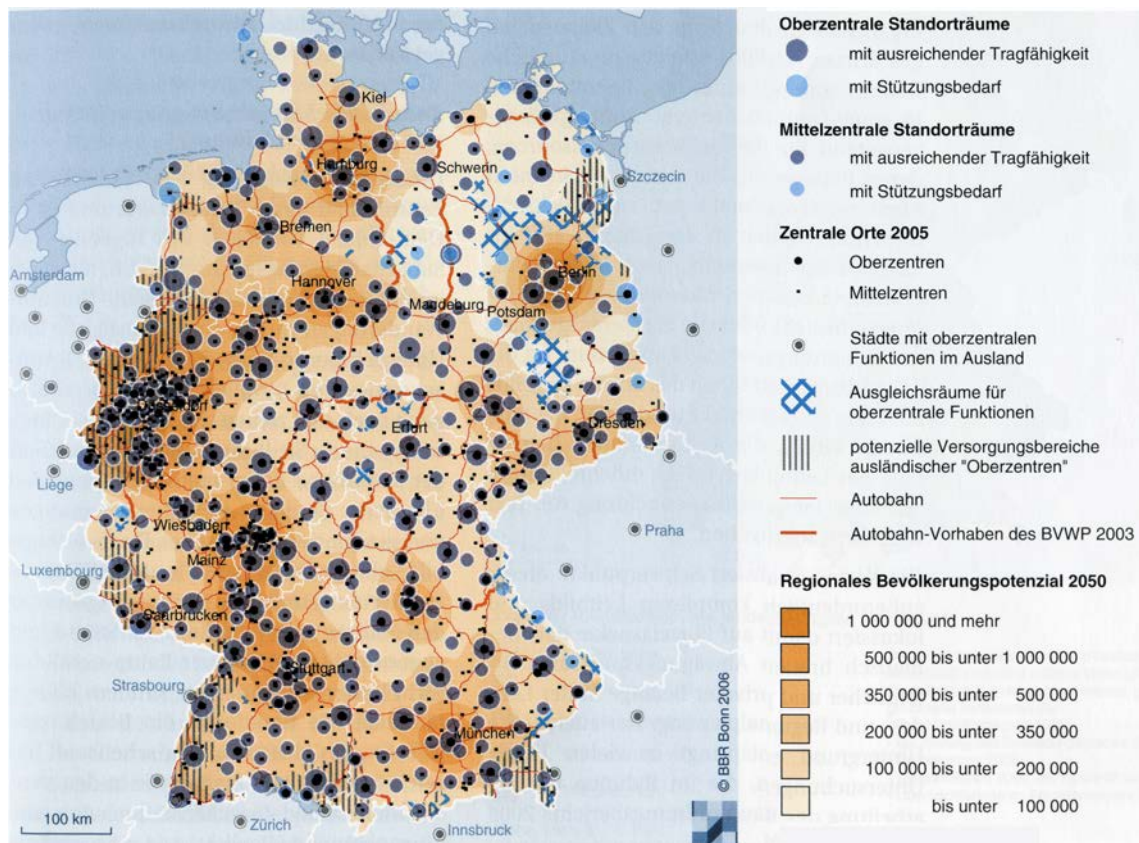 Kiel
Hamburg
Schwerin
Szczecin
Bremen
Amsterdam
Hannover
Berlin
Magdeburg
Potsdam
Düsseldorf
Erfurt
Dresden
Liège
Wiesbaden
Praha
Mainz
Luxembourg
Saarbrücken
Stuttgart
Strasbourg
München
Zürich
Innsbruck
100 km
© BBR Bonn 2006
Oberzentrale Standorträume
mit ausreichender Tragfähigkeit
mit Stützungsbedarf
Mittelzentrale Standorträume
mit ausreichender Tragfähigkeit
mit Stützungsbedarf
Zentrale Orte 2005
Oberzentren
Mittelzentren
Städte mit oberzentralen
Funktionen im Ausland
Ausgleichsräume für
oberzentrale Funktionen
potenzielle Versorgungsbereiche
ausländischer "Oberzentren"
Autobahn
Autobahn-Vorhaben des BVWP 2003
Regionales Bevölkerungspotenzial 2050
1 000 000 und mehr
500 000 bis unter 1 000 000
350 000 bis unter 500 000
200 000 bis unter 350 000
100 000 bis unter 200 000
bis unter 100 000